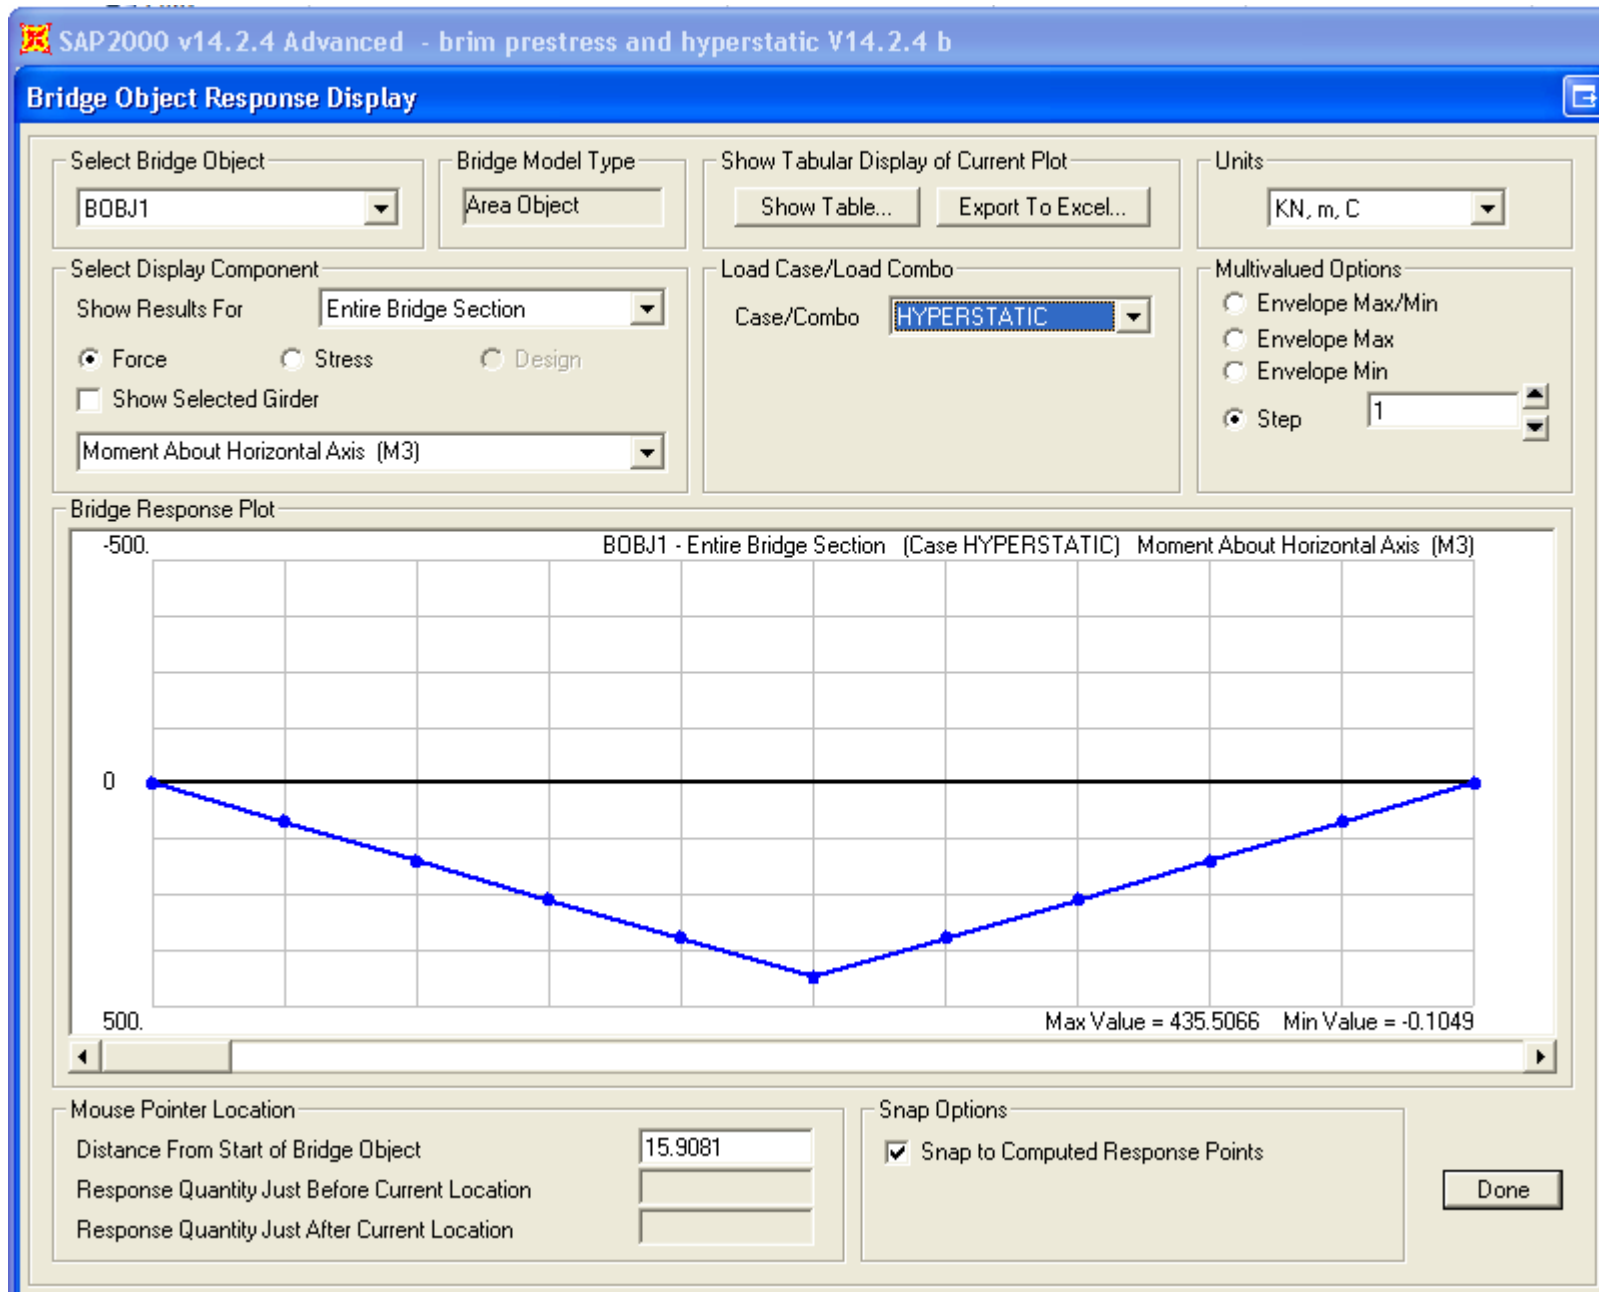 SAP2000 v14.2.4 Advanced - brim prestress and hyperstatic V14.2.4 b
Bridge Object Response Display
Select Bridge Object
BOBJ1
Bridge Model Type
Area Object
Show Tabular Display of Current Plot
Show Table...
Export To Excel...
Units
KN, m, C
Select Display Component
Show Results For
Entire Bridge Section
Force
Stress
Design
Show Selected Girder
Moment About Horizontal Axis (M3)
Load Case/Load Combo
Case/Combo
HYPERSTATIC
Multivalued Options
Envelope Max/Min
Envelope Max
Envelope Min
Step
1
Bridge Response Plot
-500.
BOBJ1 - Entire Bridge Section (Case HYPERSTATIC) Moment About Horizontal Axis (M3)
0
500.
Max Value = 435.5066 Min Value = -0.1049
Mouse Pointer Location
Distance From Start of Bridge Object
15.9081
Response Quantity Just Before Current Location
Response Quantity Just After Current Location
Snap Options
Snap to Computed Response Points
Done